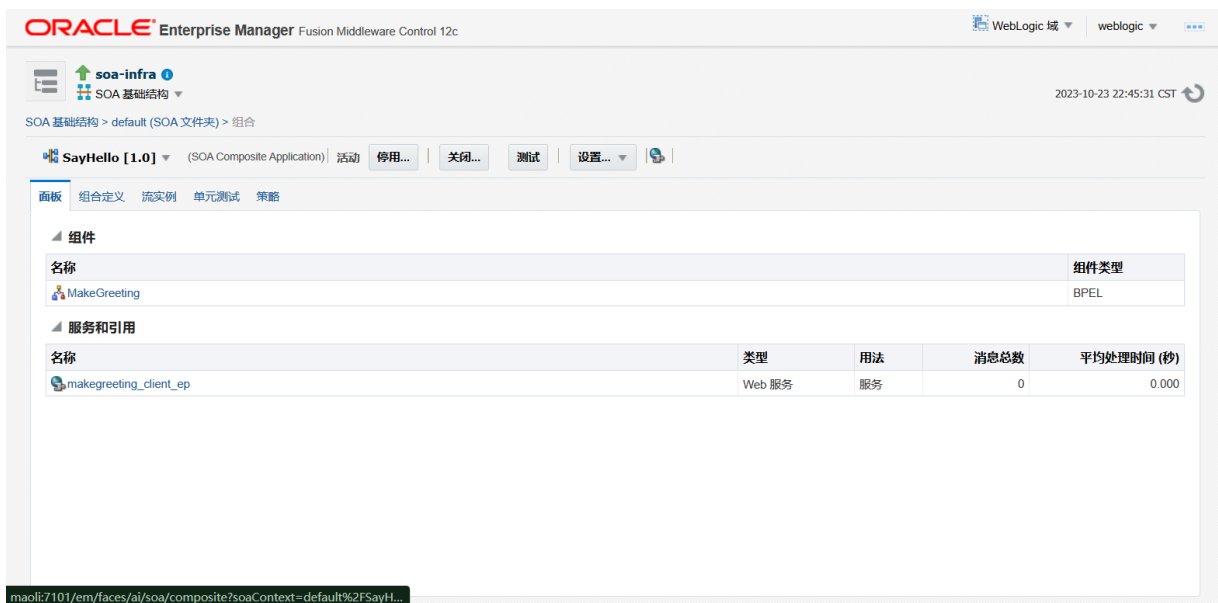 ORACLE Enterprise Manager Fusion Middleware Control 12c WebLogic 域 weblogic
soa-infra
SOA 基础结构 2023-10-23 22:45:31 CST
SOA 基础结构 > default (SOA 文件夹) > 组合
SayHello [1.0] (SOA Composite Application) 活动 停用... 关闭... 测试 设置...
面板 组合定义 流实例 单元测试 策略
组件
名称 组件类型
MakeGreeting BPEL
服务和引用
名称 类型 用法 消息总数 平均处理时间 (秒)
makegreeting_client_ep Web 服务 服务 0 0.000
maoli:7101/em/faces/ai/soa/composite?soaContext=default%2FSayH...